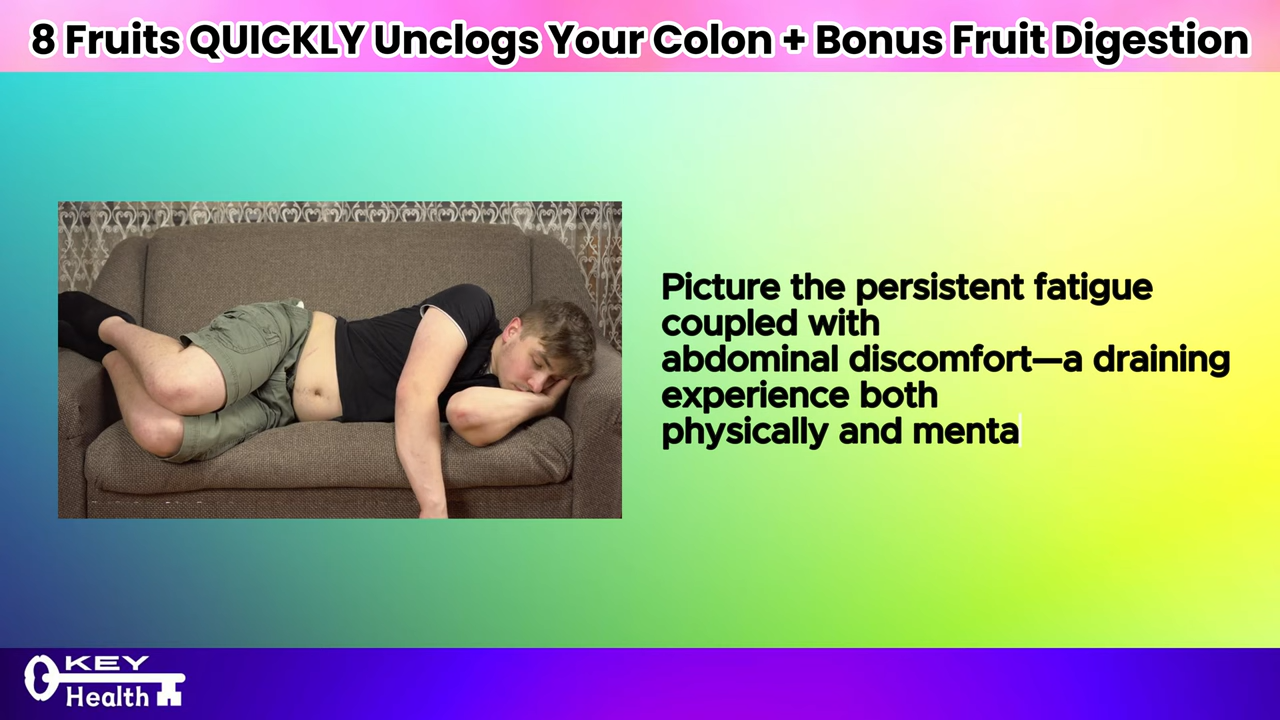 8 Fruits QUICKLY Unclogs Your Colon + Bonus Fruit Digestion
Picture the persistent fatigue
coupled with
abdominal discomfort—a draining
experience both
physically and menta
KEY
Health